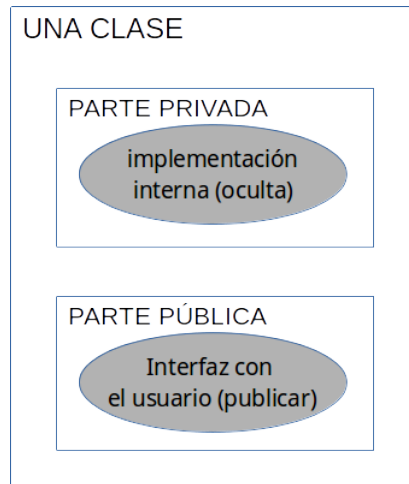 UNA CLASE
PARTE PRIVADA
implementación
interna (oculta)
PARTE PÚBLICA
Interfaz con
el usuario (publicar)